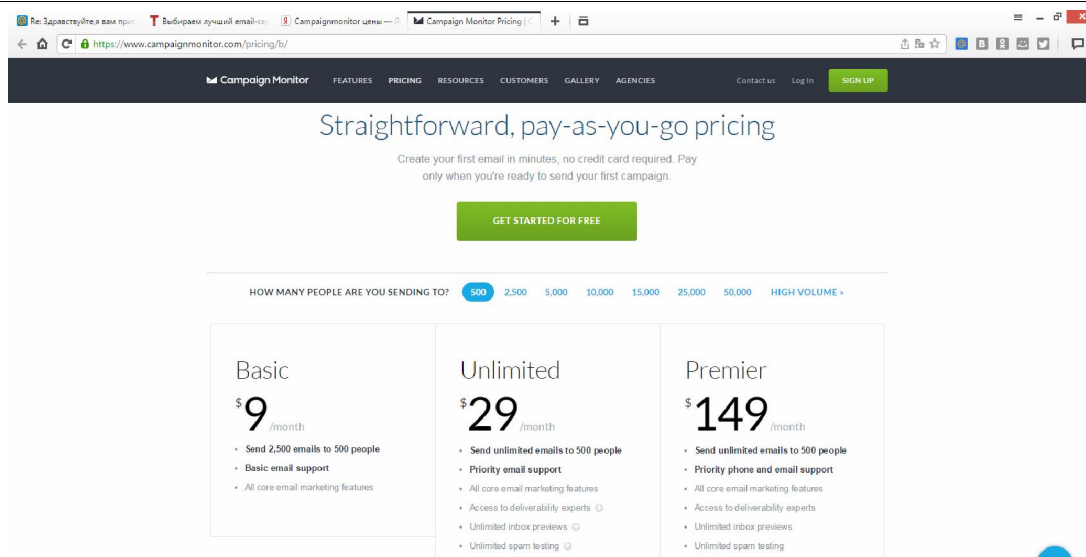 Re: Здравствуйте,я вам прис
Выбираем лучший email-сер
Campaignmonitor цены — Я
Campaign Monitor Pricing | C
https://www.campaignmonitor.com/pricing/b/
Campaign Monitor FEATURES PRICING RESOURCES CUSTOMERS GALLERY AGENCIES Contact us Log In SIGN UP
Straightforward, pay-as-you-go pricing
Create your first email in minutes, no credit card required. Pay
only when you're ready to send your first campaign.
GET STARTED FOR FREE
HOW MANY PEOPLE ARE YOU SENDING TO? 500 2,500 5,000 10,000 15,000 25,000 50,000 HIGH VOLUME »
Basic
$9 /month
• Send 2,500 emails to 500 people
• Basic email support
• All core email marketing features
Unlimited
$29 /month
• Send unlimited emails to 500 people
• Priority email support
• All core email marketing features
• Access to deliverability experts
• Unlimited inbox previews
• Unlimited spam testing
Premier
$149 /month
• Send unlimited emails to 500 people
• Priority phone and email support
• All core email marketing features
• Access to deliverability experts
• Unlimited inbox previews
• Unlimited spam testing